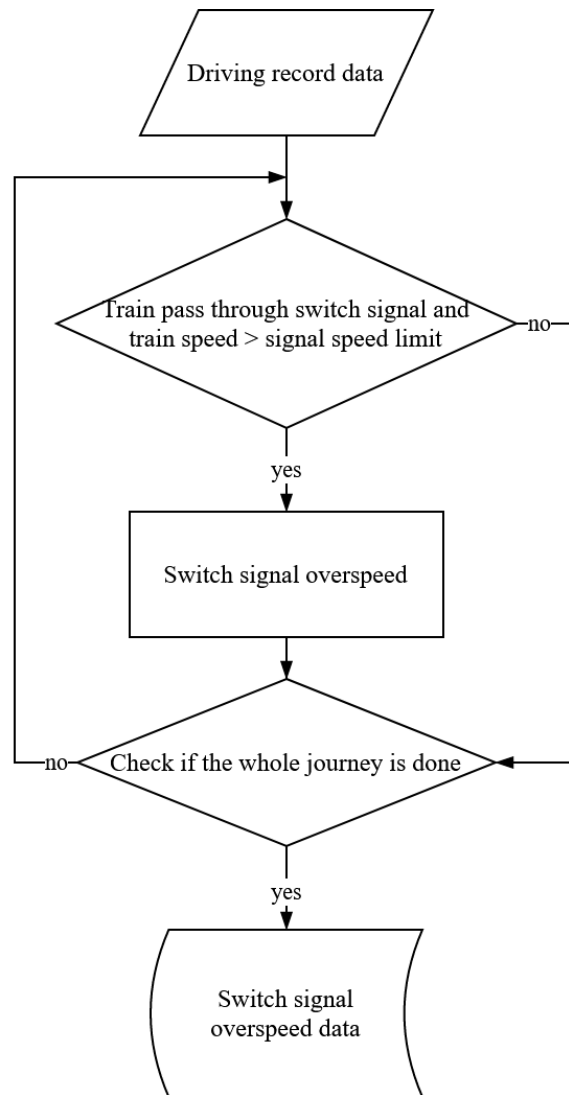 Driving record data
Train pass through switch signal and
train speed > signal speed limit
no
yes
Switch signal overspeed
no
Check if the whole journey is done
yes
Switch signal
overspeed data